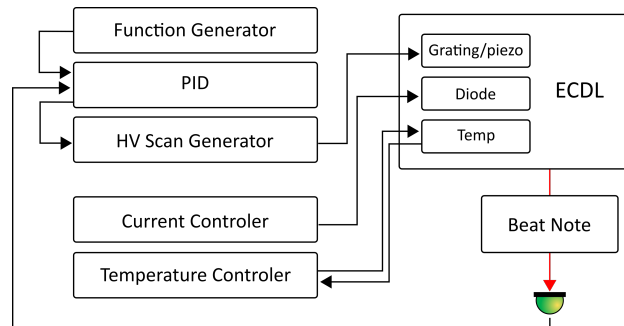 Function Generator
PID
HV Scan Generator
Current Controler
Temperature Controler
Grating/piezo
Diode
Temp
ECDL
Beat Note